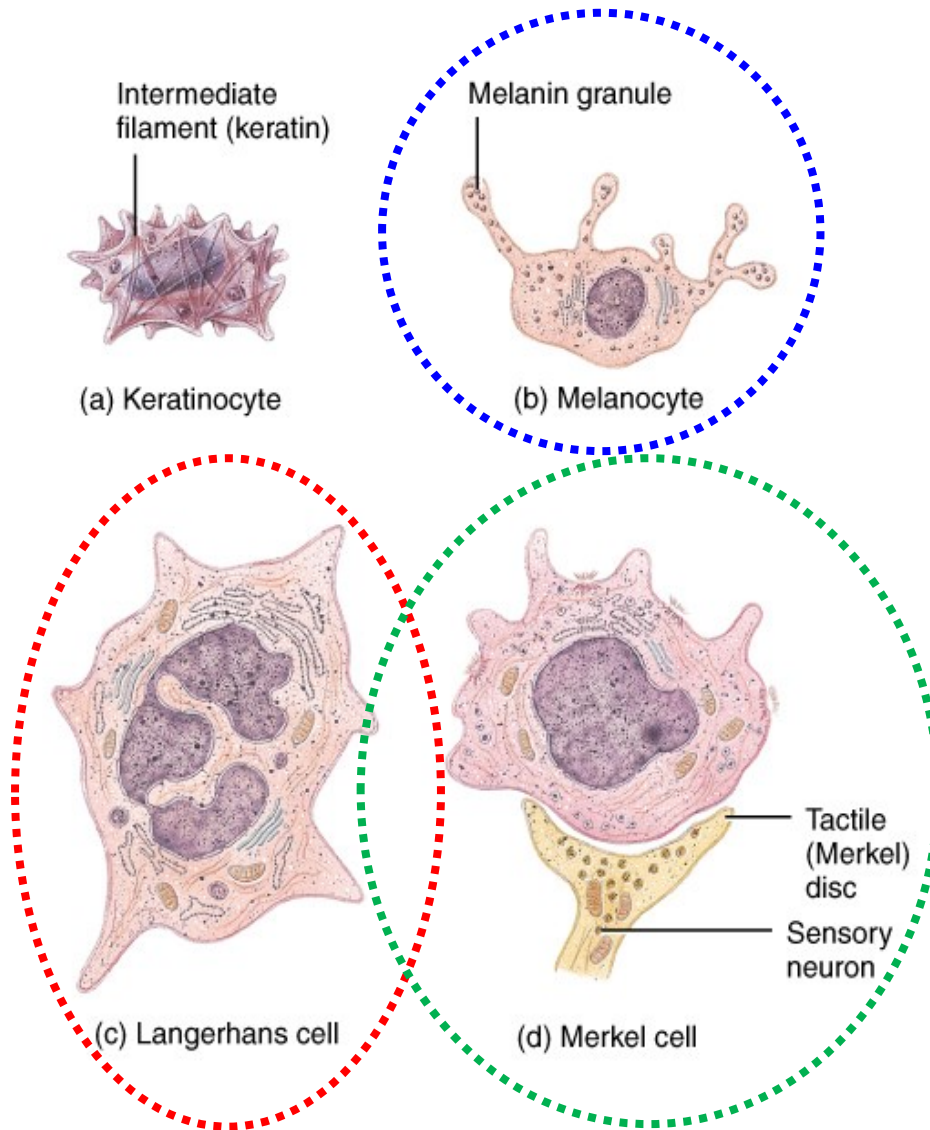 Intermediate
filament (keratin)
Melanin granule
(a) Keratinocyte
(b) Melanocyte
Tactile
(Merkel)
disc
Sensory
neuron
(c) Langerhans cell
(d) Merkel cell